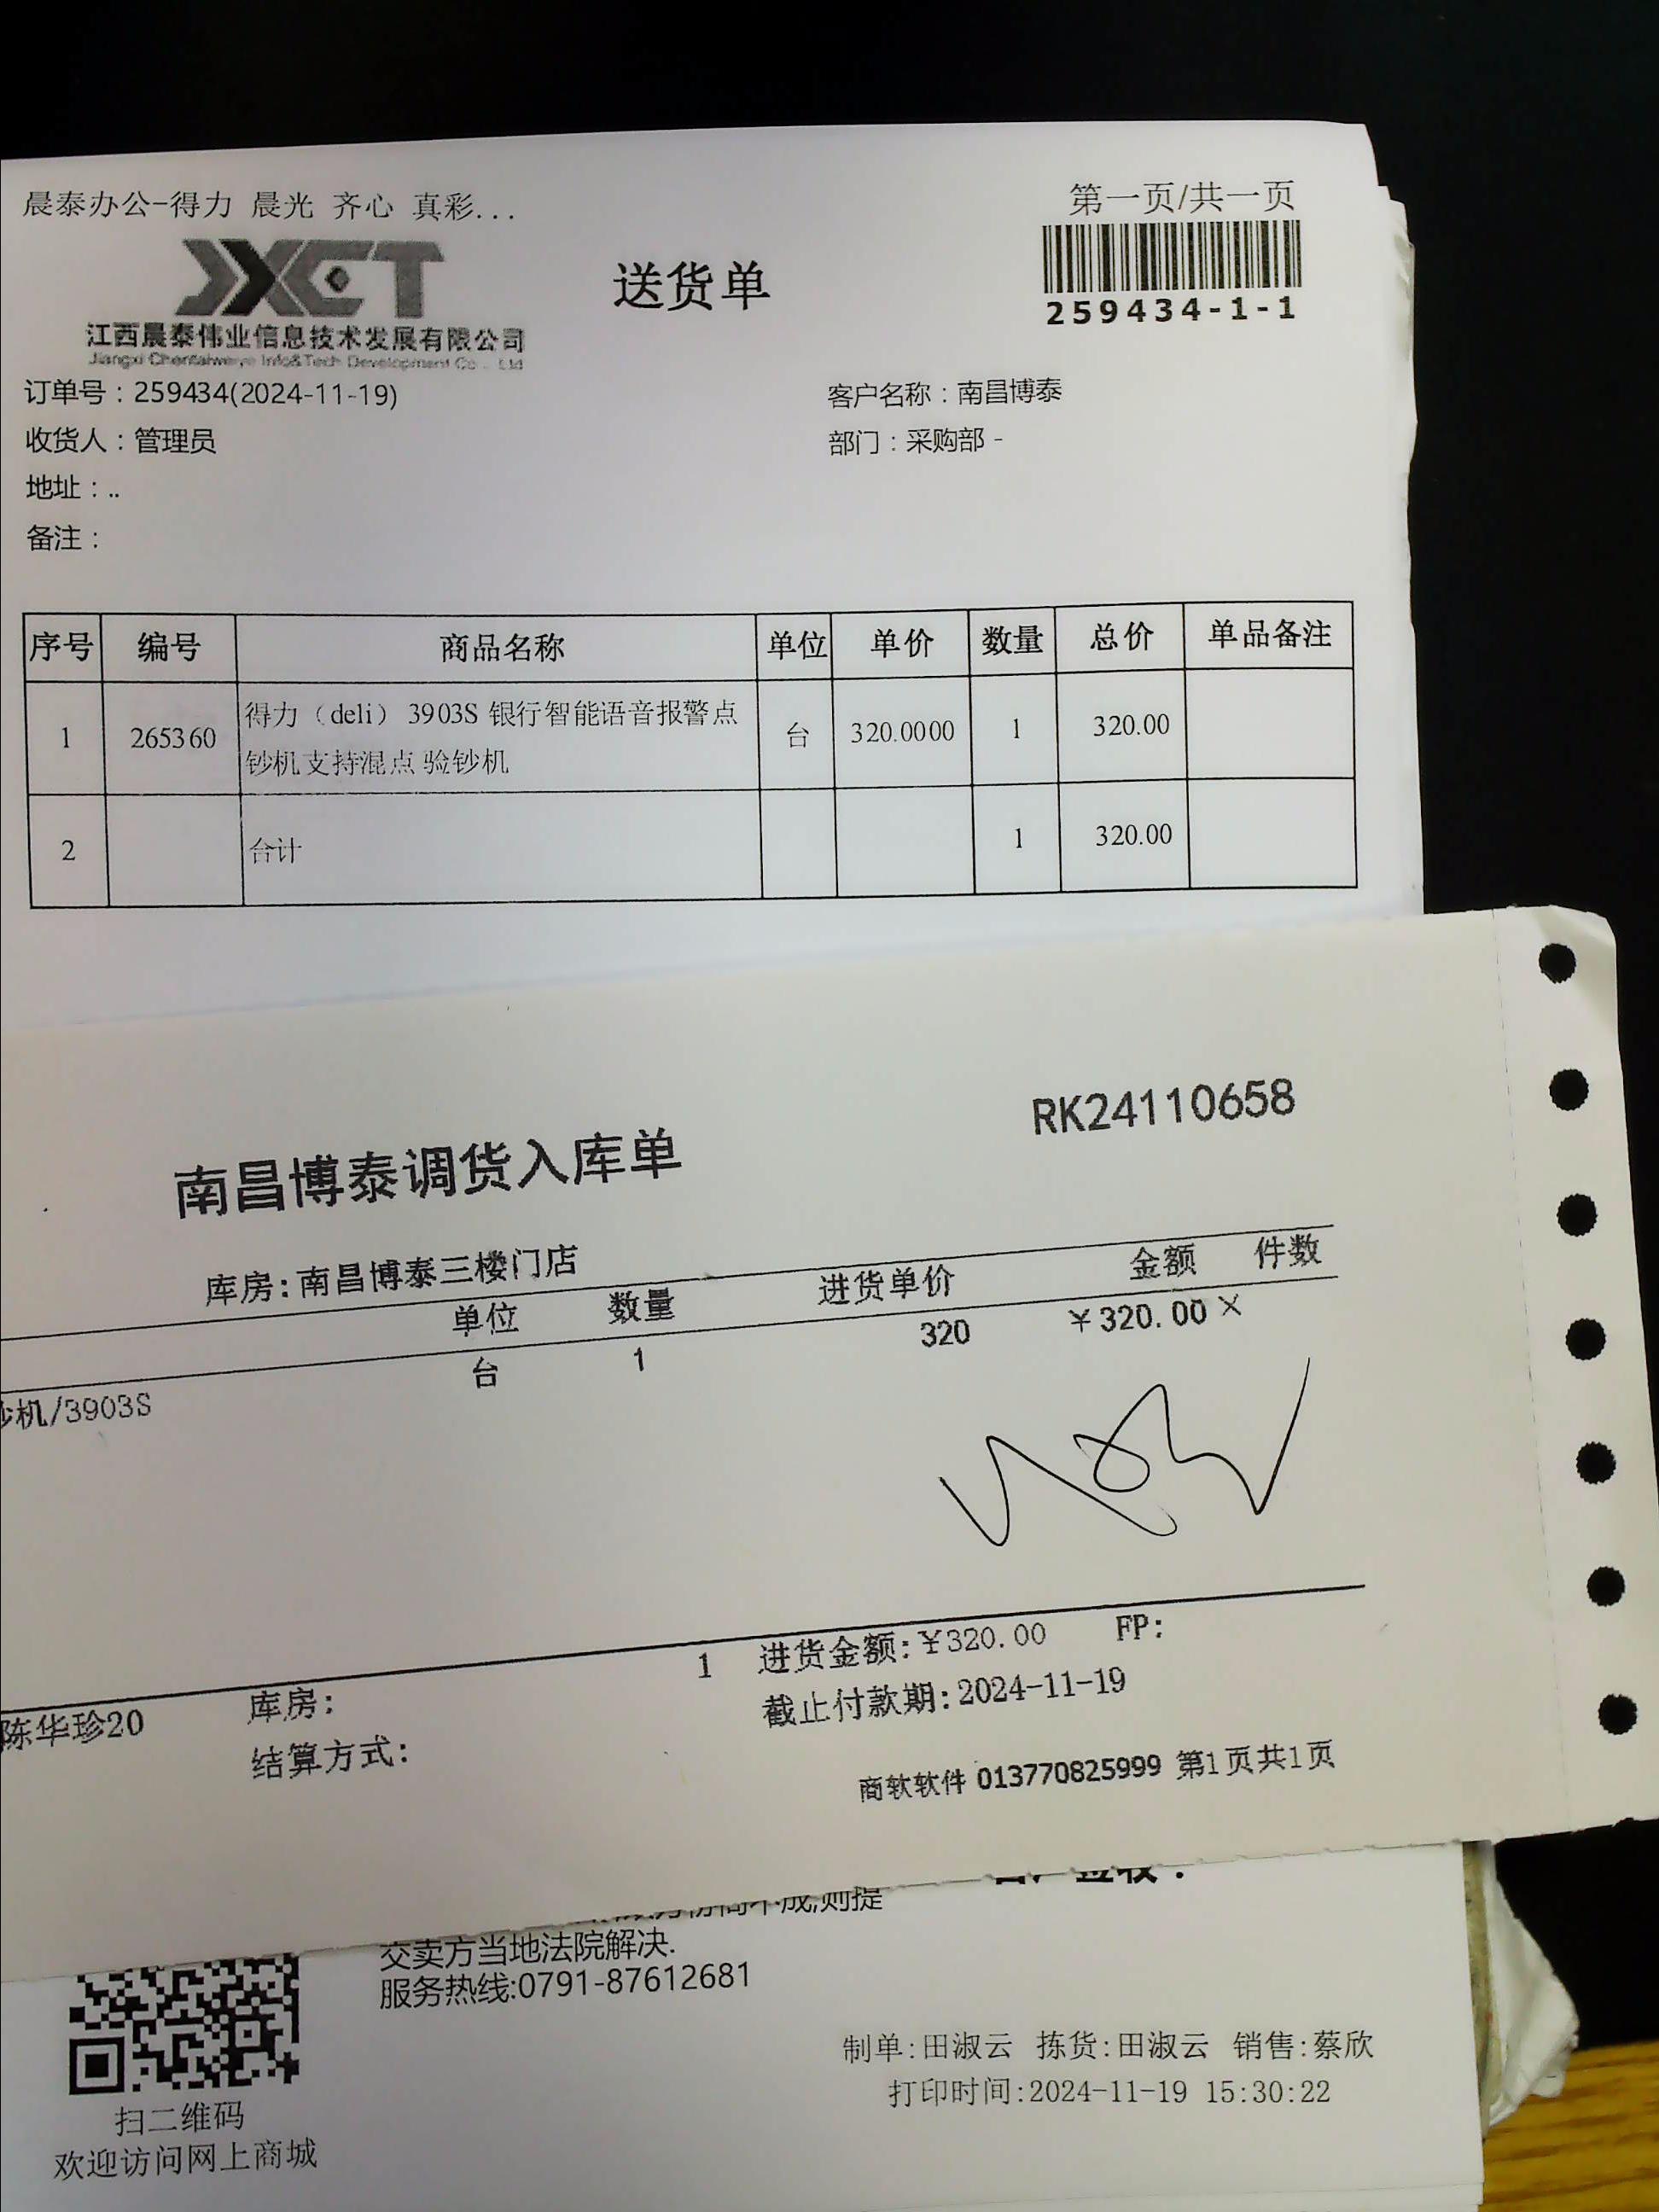 晨泰办公-得力 晨光 齐心 真彩...
第一页/共一页
JXCT
送货单
259434-1-1
江西晨泰伟业信息技术发展有限公司
Jiangxi Chentaiweiye Info&Tech Development Co., Ltd
订单号：259434(2024-11-19)
客户名称：南昌博泰
收货人：管理员
部门：采购部 -
地址：..
备注：
序号 编号 商品名称 单位 单价 数量 总价 单品备注
1 265360 得力（deli） 3903S 银行智能语音报警点 台 320.0000 1 320.00
钞机支持混点 验钞机
2 合计 1 320.00
RK24110658
南昌博泰调货入库单
库房:南昌博泰三楼门店
单位 数量 进货单价 金额 件数
钞机/3903S 台 1 320 ￥320.00 ×
1 进货金额:￥320.00 FP:
陈华珍20 库房: 截止付款期:2024-11-19
结算方式:
商软软件 013770825999 第1页共1页
不成,则提
交卖方当地法院解决.
服务热线:0791-87612681
制单:田淑云 拣货:田淑云 销售:蔡欣
打印时间:2024-11-19 15:30:22
扫二维码
欢迎访问网上商城